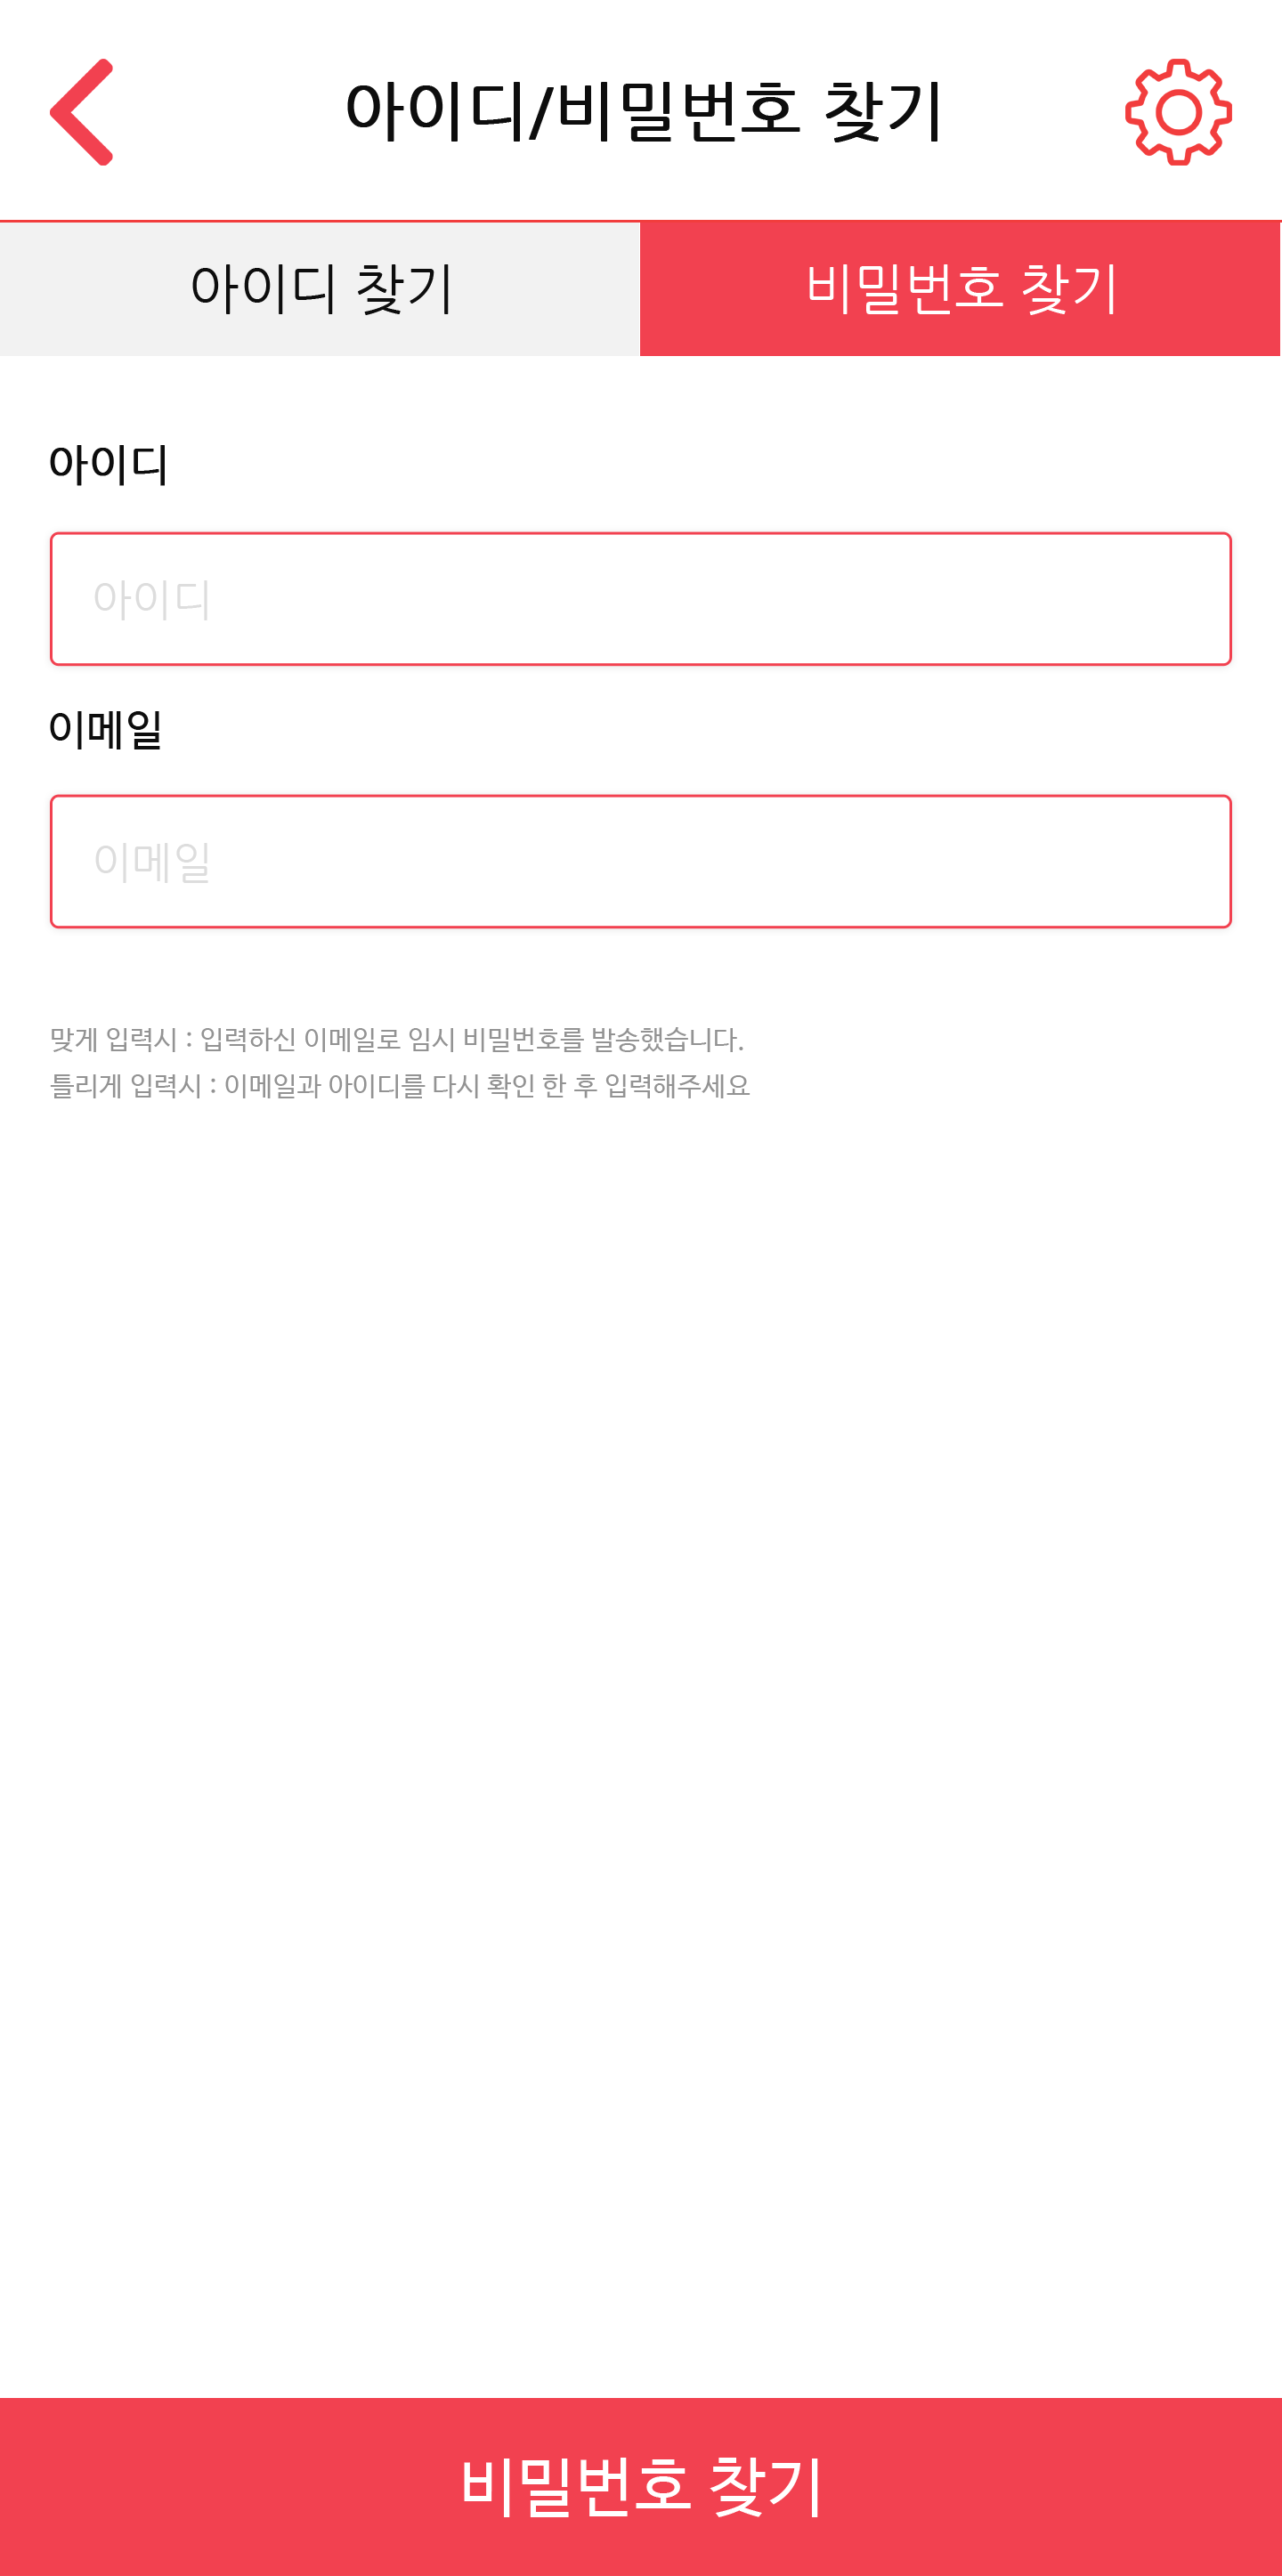 아이디/비밀번호 찾기
아이디 찾기
비밀번호 찾기
아이디
아이디
이메일
이메일
맞게 입력시 : 입력하신 이메일로 임시 비밀번호를 발송했습니다.
틀리게 입력시 : 이메일과 아이디를 다시 확인 한 후 입력해주세요
비밀번호 찾기